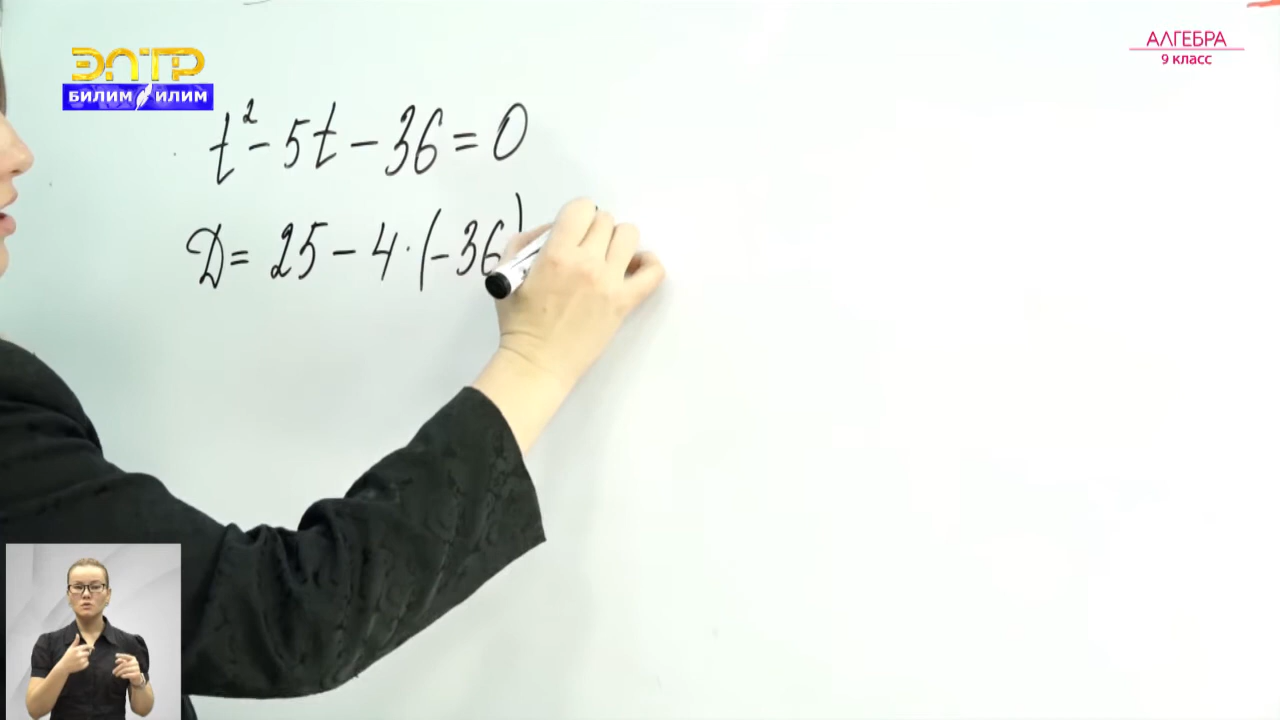 ЭЛТР
БИЛИМ ИЛИМ
АЛГЕБРА
9 класс
t² - 5t - 36 = 0
D = 25 - 4 · (-36)